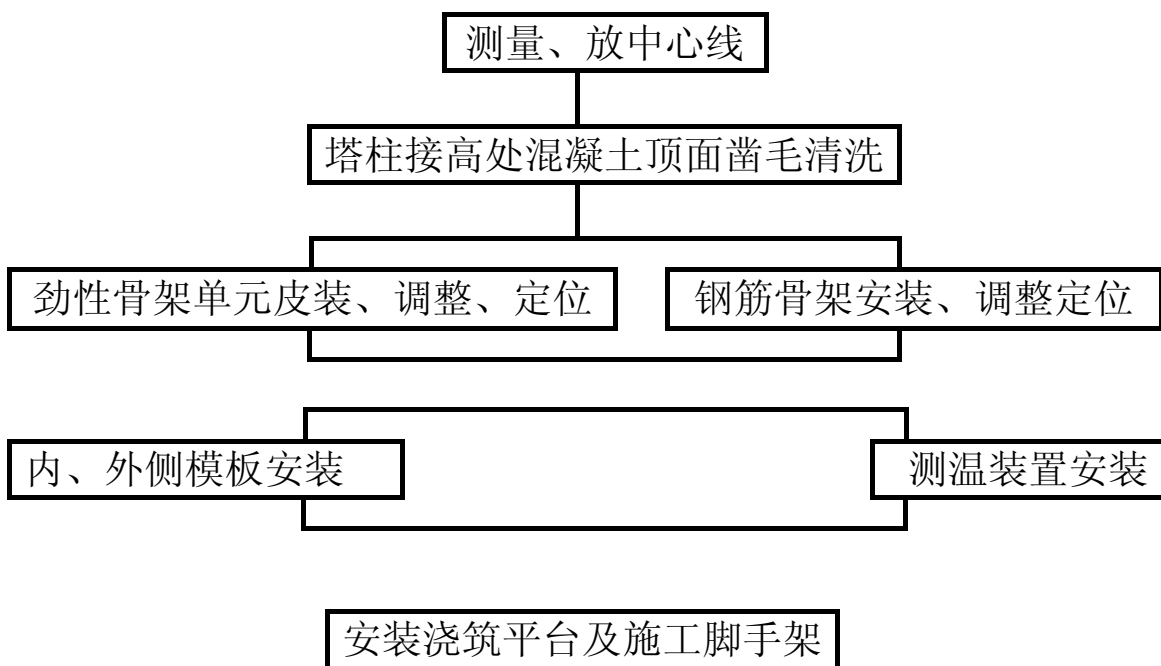 测量、放中心线
塔柱接高处混凝土顶面凿毛清洗
劲性骨架单元皮装、调整、定位
钢筋骨架安装、调整定位
内、外侧模板安装
测温装置安装
安装浇筑平台及施工脚手架